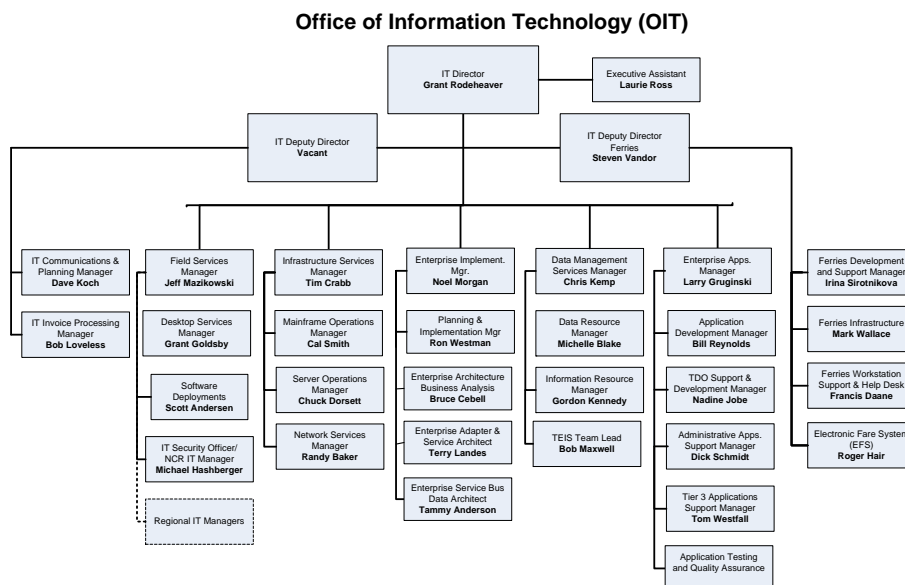 Office of Information Technology (OIT)
IT Director
Grant Rodeheaver
Executive Assistant
Laurie Ross
IT Deputy Director
Vacant
IT Deputy Director
Ferries
Steven Vandor
IT Communications &
Planning Manager
Dave Koch
IT Invoice Processing
Manager
Bob Loveless
Field Services
Manager
Jeff Mazikowski
Desktop Services
Manager
Grant Goldsby
Software
Deployments
Scott Andersen
IT Security Officer/
NCR IT Manager
Michael Hashberger
Regional IT Managers
Infrastructure Services
Manager
Tim Crabb
Mainframe Operations
Manager
Cal Smith
Server Operations
Manager
Chuck Dorsett
Network Services
Manager
Randy Baker
Enterprise Implement.
Mgr.
Noel Morgan
Planning &
Implementation Mgr
Ron Westman
Enterprise Architecture
Business Analysis
Bruce Cebell
Enterprise Adapter &
Service Architect
Terry Landes
Enterprise Service Bus
Data Architect
Tammy Anderson
Data Management
Services Manager
Chris Kemp
Data Resource
Manager
Michelle Blake
Information Resource
Manager
Gordon Kennedy
TEIS Team Lead
Bob Maxwell
Enterprise Apps.
Manager
Larry Gruginski
Application
Development Manager
Bill Reynolds
TDO Support &
Development Manager
Nadine Jobe
Administrative Apps.
Support Manager
Dick Schmidt
Tier 3 Applications
Support Manager
Tom Westfall
Application Testing
and Quality Assurance
Ferries Development
and Support Manager
Irina Sirotnikova
Ferries Infrastructure
Mark Wallace
Ferries Workstation
Support & Help Desk
Francis Daane
Electronic Fare System
(EFS)
Roger Hair